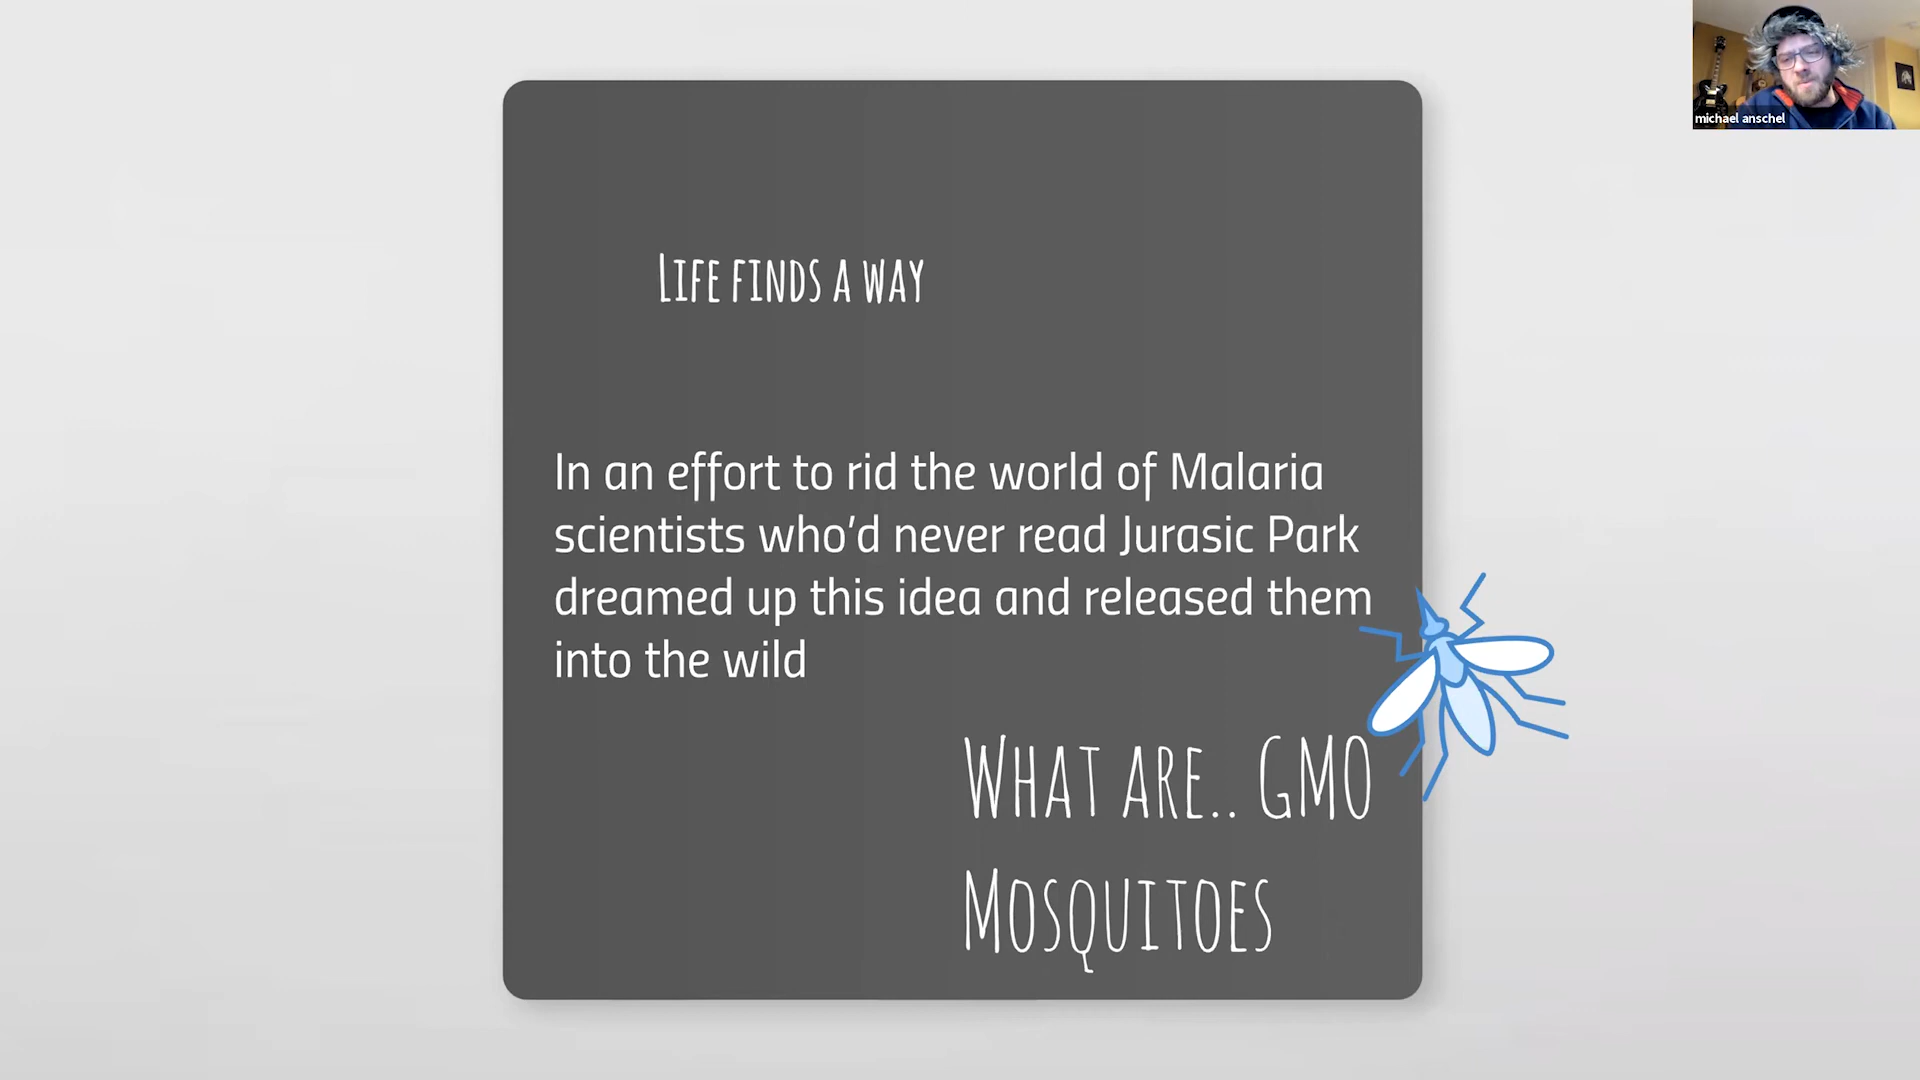 michael anschel
Life finds a way
In an effort to rid the world of Malaria
scientists who'd never read Jurasic Park
dreamed up this idea and released them
into the wild
What are.. GMO
Mosquitoes